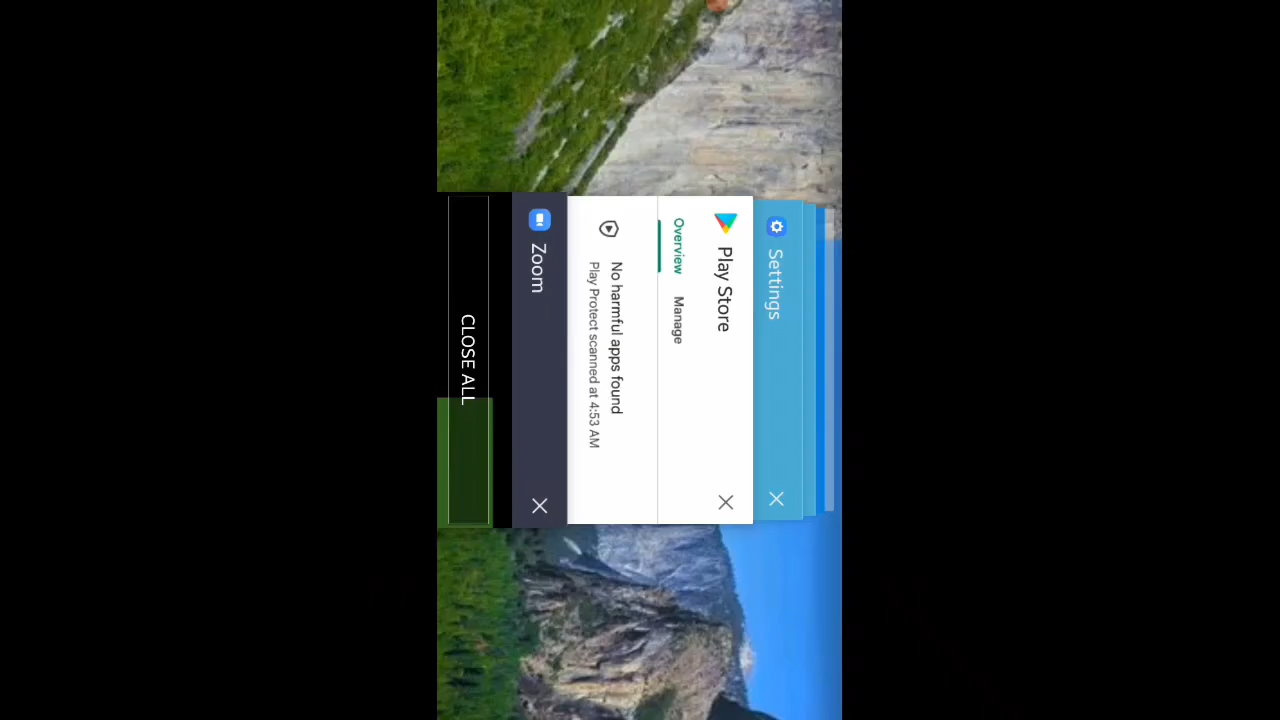 Settings
Play Store
Overview Manage
No harmful apps found
Play Protect scanned at 4:53 AM
Zoom
CLOSE ALL